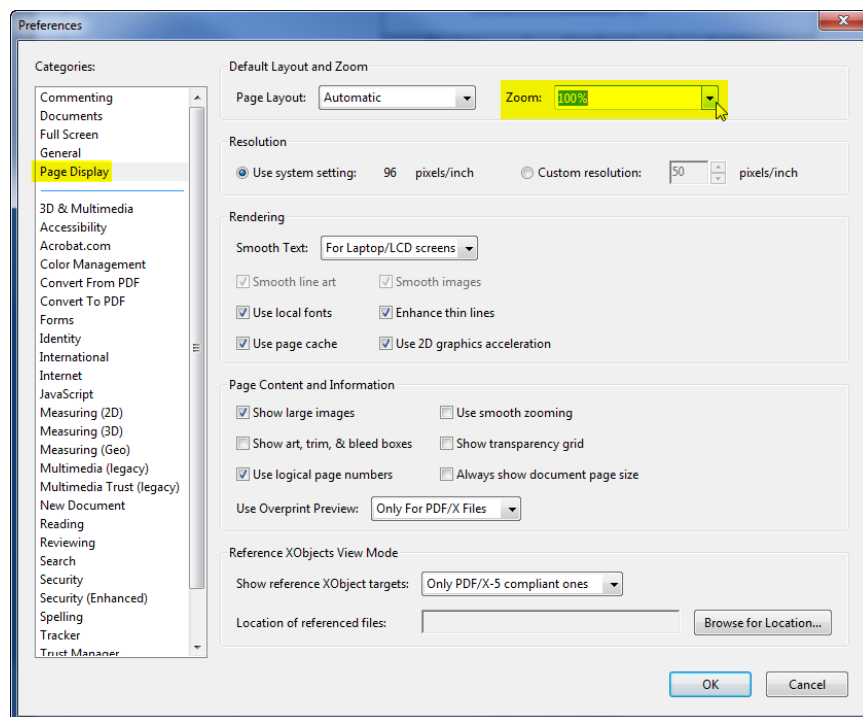 Preferences
Categories:
Commenting
Documents
Full Screen
General
Page Display
3D & Multimedia
Accessibility
Acrobat.com
Color Management
Convert From PDF
Convert To PDF
Forms
Identity
International
Internet
JavaScript
Measuring (2D)
Measuring (3D)
Measuring (Geo)
Multimedia (legacy)
Multimedia Trust (legacy)
New Document
Reading
Reviewing
Search
Security
Security (Enhanced)
Spelling
Tracker
Trust Manager
Default Layout and Zoom
Page Layout: Automatic Zoom: 100%
Resolution
Use system setting: 96 pixels/inch Custom resolution: 50 pixels/inch
Rendering
Smooth Text: For Laptop/LCD screens
Smooth line art Smooth images
Use local fonts Enhance thin lines
Use page cache Use 2D graphics acceleration
Page Content and Information
Show large images Use smooth zooming
Show art, trim, & bleed boxes Show transparency grid
Use logical page numbers Always show document page size
Use Overprint Preview: Only For PDF/X Files
Reference XObjects View Mode
Show reference XObject targets: Only PDF/X-5 compliant ones
Location of referenced files: Browse for Location...
OK Cancel